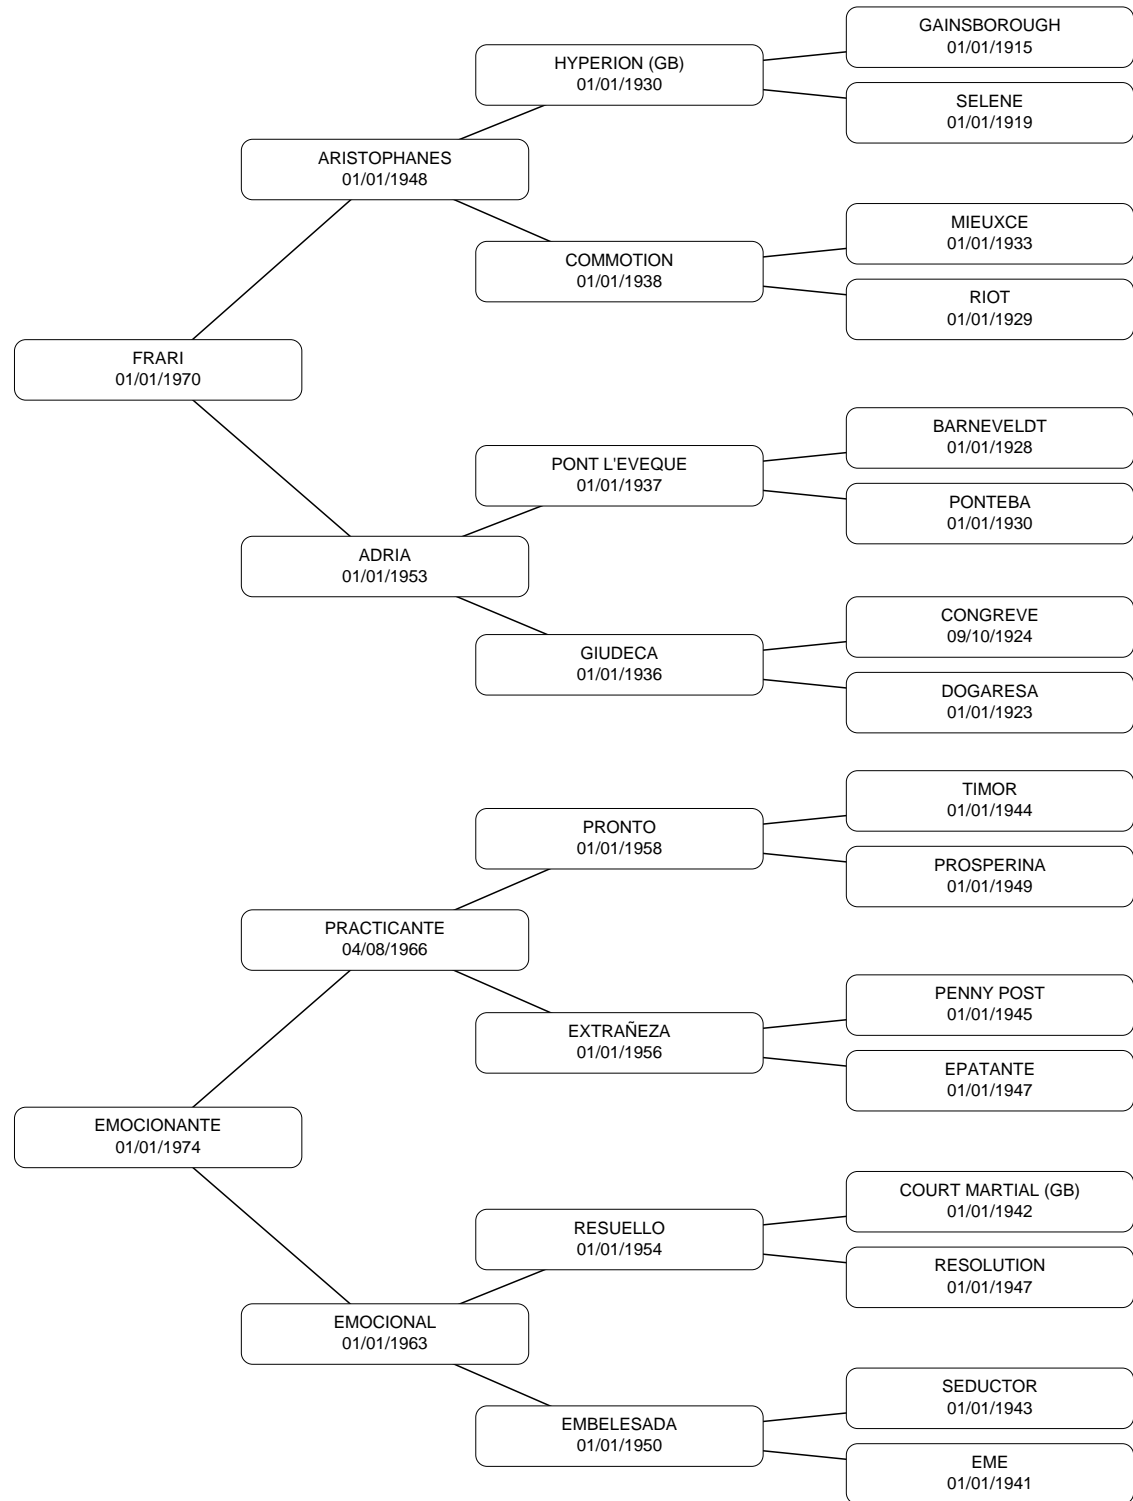 GAINSBOROUGH
01/01/1915
HYPERION (GB)
01/01/1930
SELENE
01/01/1919
ARISTOPHANES
01/01/1948
MIEUXCE
01/01/1933
COMMOTION
01/01/1938
RIOT
01/01/1929
FRARI
01/01/1970
BARNEVELDT
01/01/1928
PONT L'EVEQUE
01/01/1937
PONTEBA
01/01/1930
ADRIA
01/01/1953
CONGREVE
09/10/1924
GIUDECA
01/01/1936
DOGARESA
01/01/1923
TIMOR
01/01/1944
PRONTO
01/01/1958
PROSPERINA
01/01/1949
PRACTICANTE
04/08/1966
PENNY POST
01/01/1945
EXTRAÑEZA
01/01/1956
EPATANTE
01/01/1947
EMOCIONANTE
01/01/1974
COURT MARTIAL (GB)
01/01/1942
RESUELLO
01/01/1954
RESOLUTION
01/01/1947
EMOCIONAL
01/01/1963
SEDUCTOR
01/01/1943
EMBELESADA
01/01/1950
EME
01/01/1941